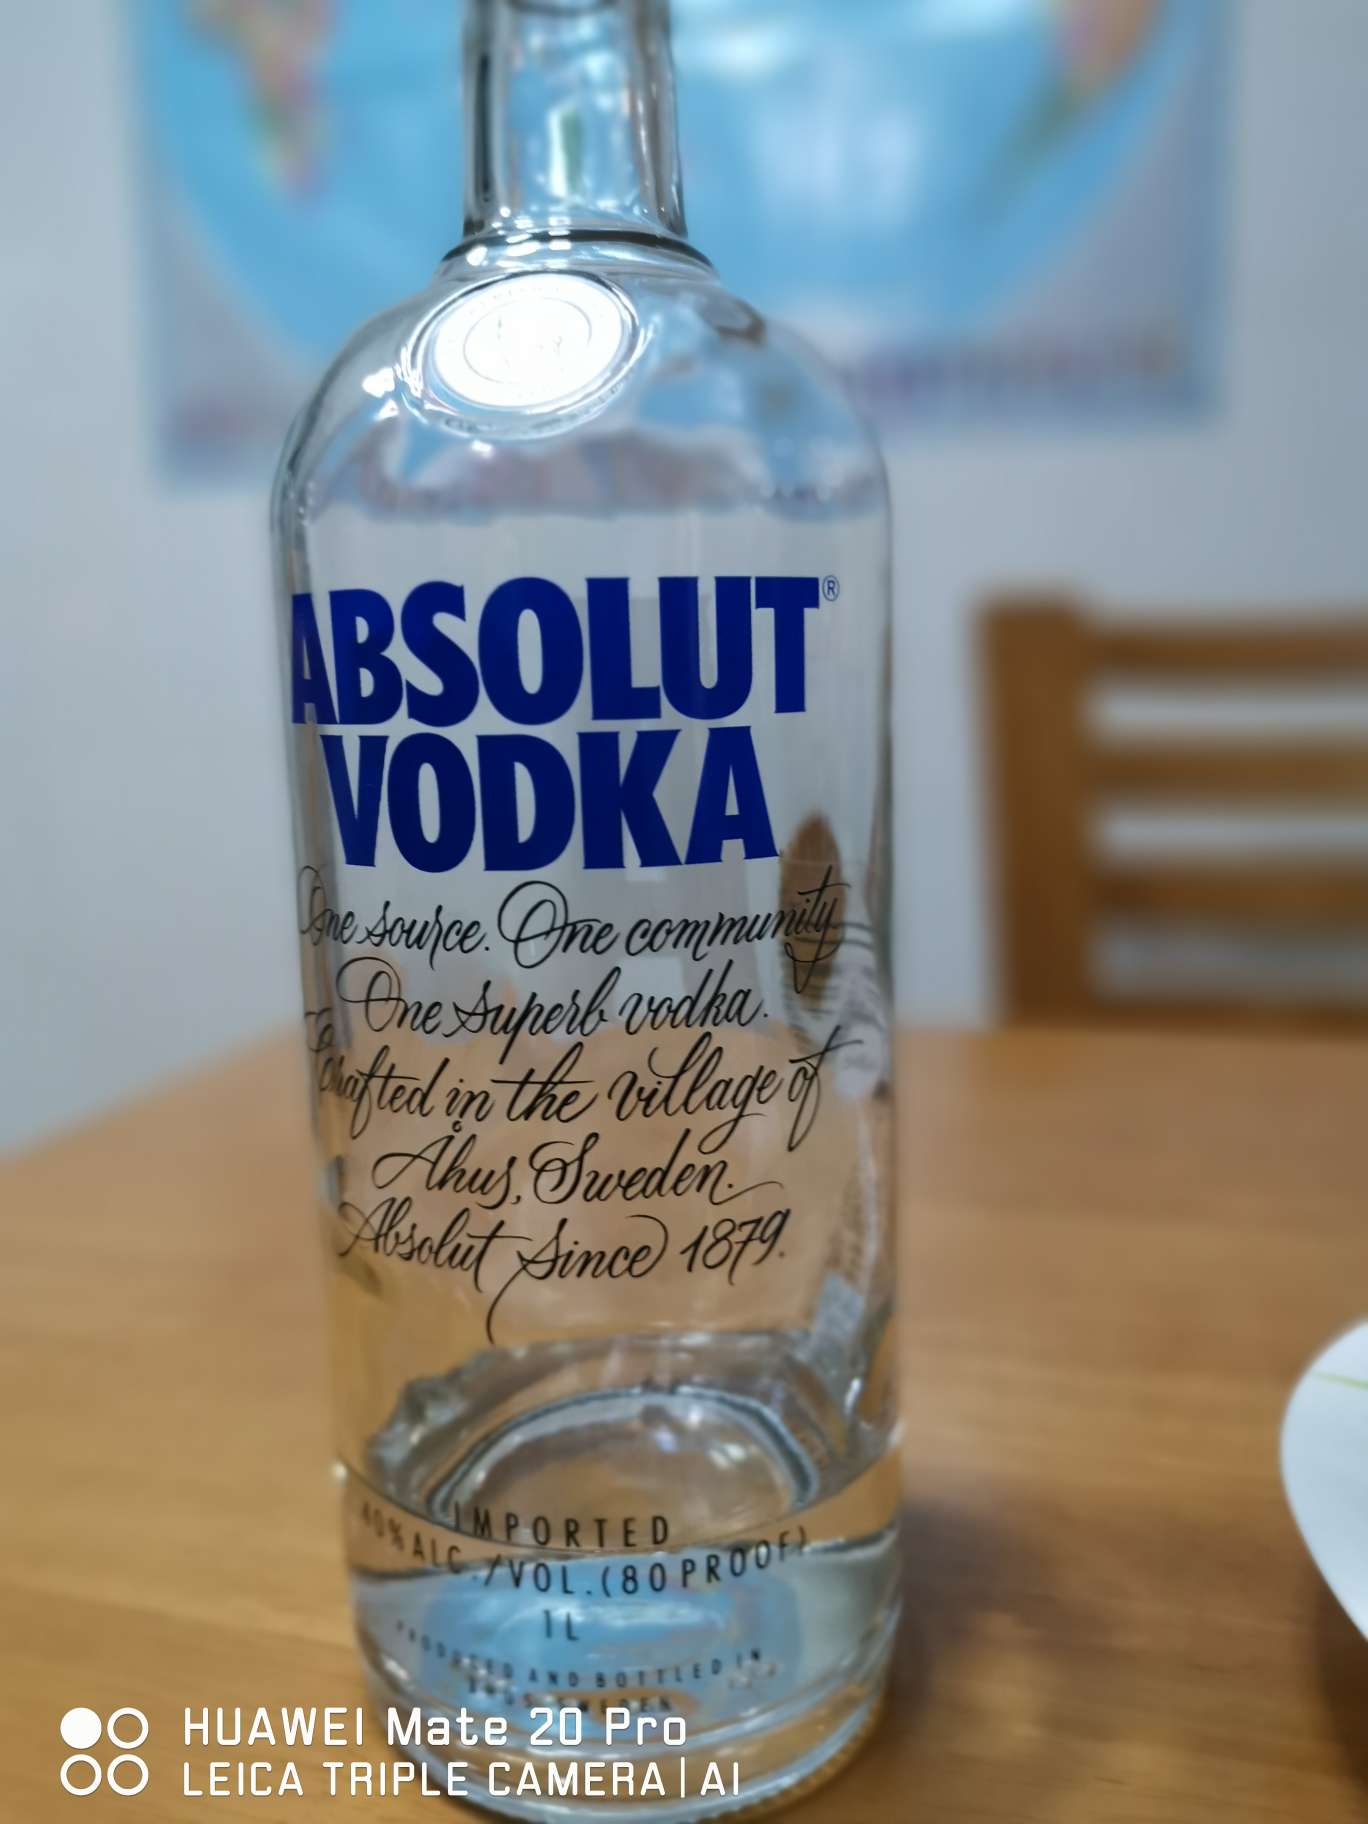 ABSOLUT®
VODKA
One source. One community.
One superb vodka.
Crafted in the village of
Åhus, Sweden.
Absolut Since 1879.
IMPORTED
40% ALC./VOL.(80 PROOF)
1L
PRODUCED AND BOTTLED IN
ÅHUS, SWEDEN
HUAWEI Mate 20 Pro
LEICA TRIPLE CAMERA | AI